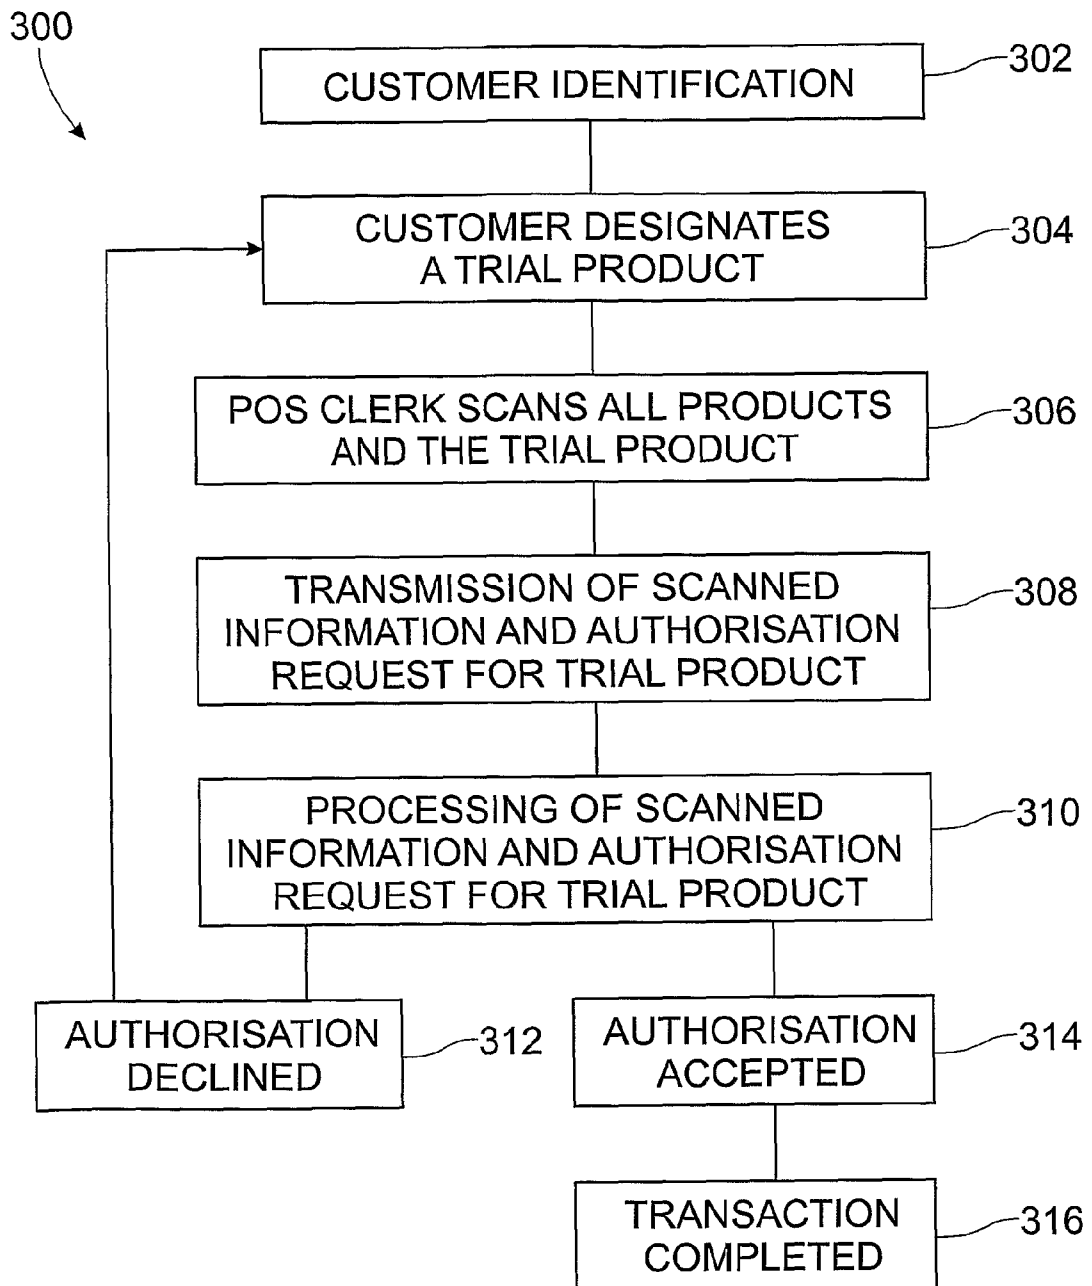 300
CUSTOMER IDENTIFICATION
302
CUSTOMER DESIGNATES
A TRIAL PRODUCT
304
POS CLERK SCANS ALL PRODUCTS
AND THE TRIAL PRODUCT
306
TRANSMISSION OF SCANNED
INFORMATION AND AUTHORISATION
REQUEST FOR TRIAL PRODUCT
308
PROCESSING OF SCANNED
INFORMATION AND AUTHORISATION
REQUEST FOR TRIAL PRODUCT
310
AUTHORISATION
DECLINED
312
AUTHORISATION
ACCEPTED
314
TRANSACTION
COMPLETED
316